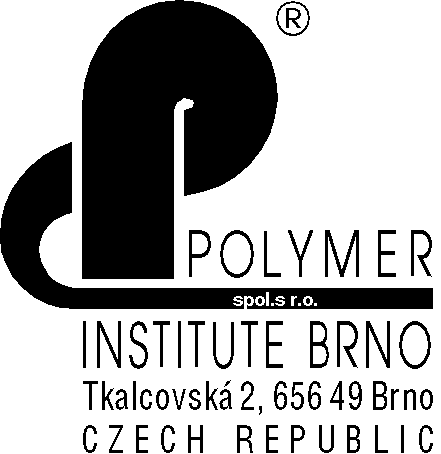 ®
POLYMER
spol.s r.o.
INSTITUTE BRNO
Tkalcovská 2, 656 49 Brno
CZECH REPUBLIC